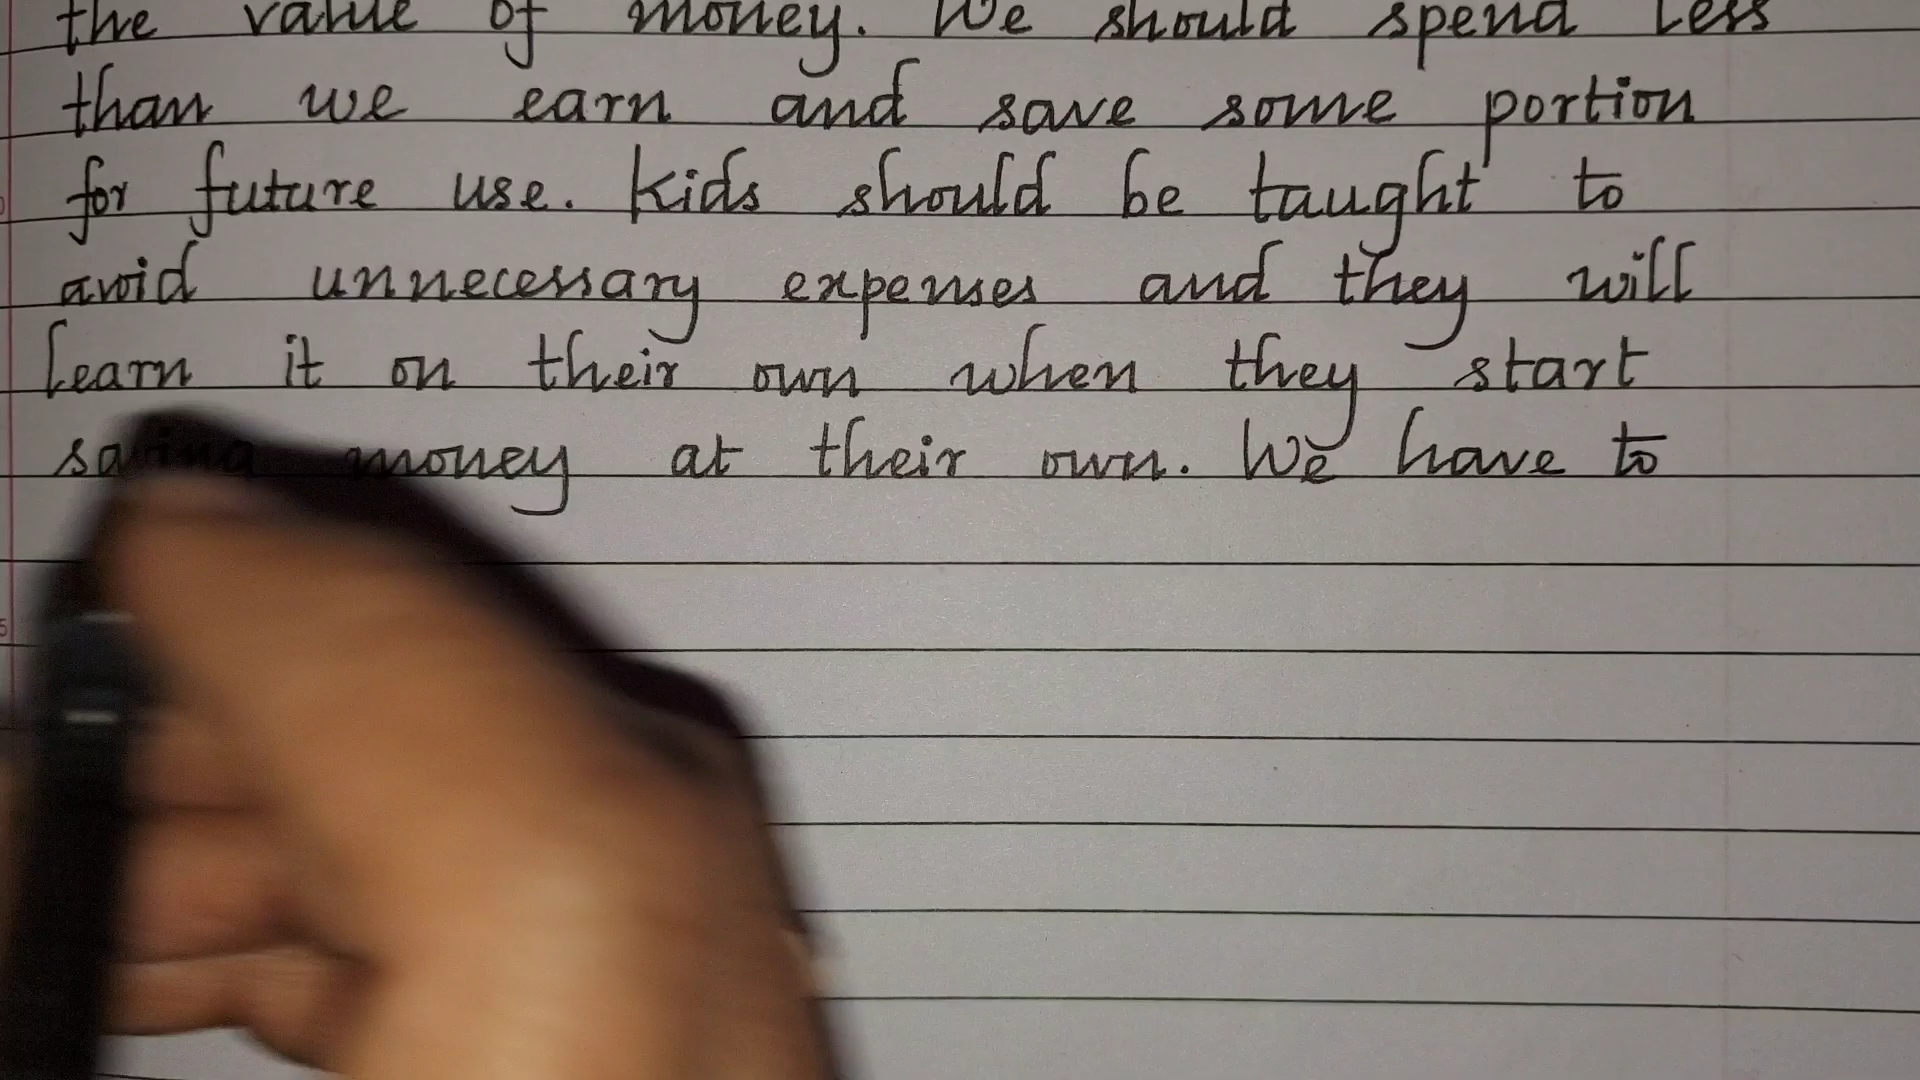 the value of money. We should spend less
than we earn and save some portion
for future use. Kids should be taught to
avoid unnecessary expenses and they will
learn it on their own when they start
saving money at their own. We have to